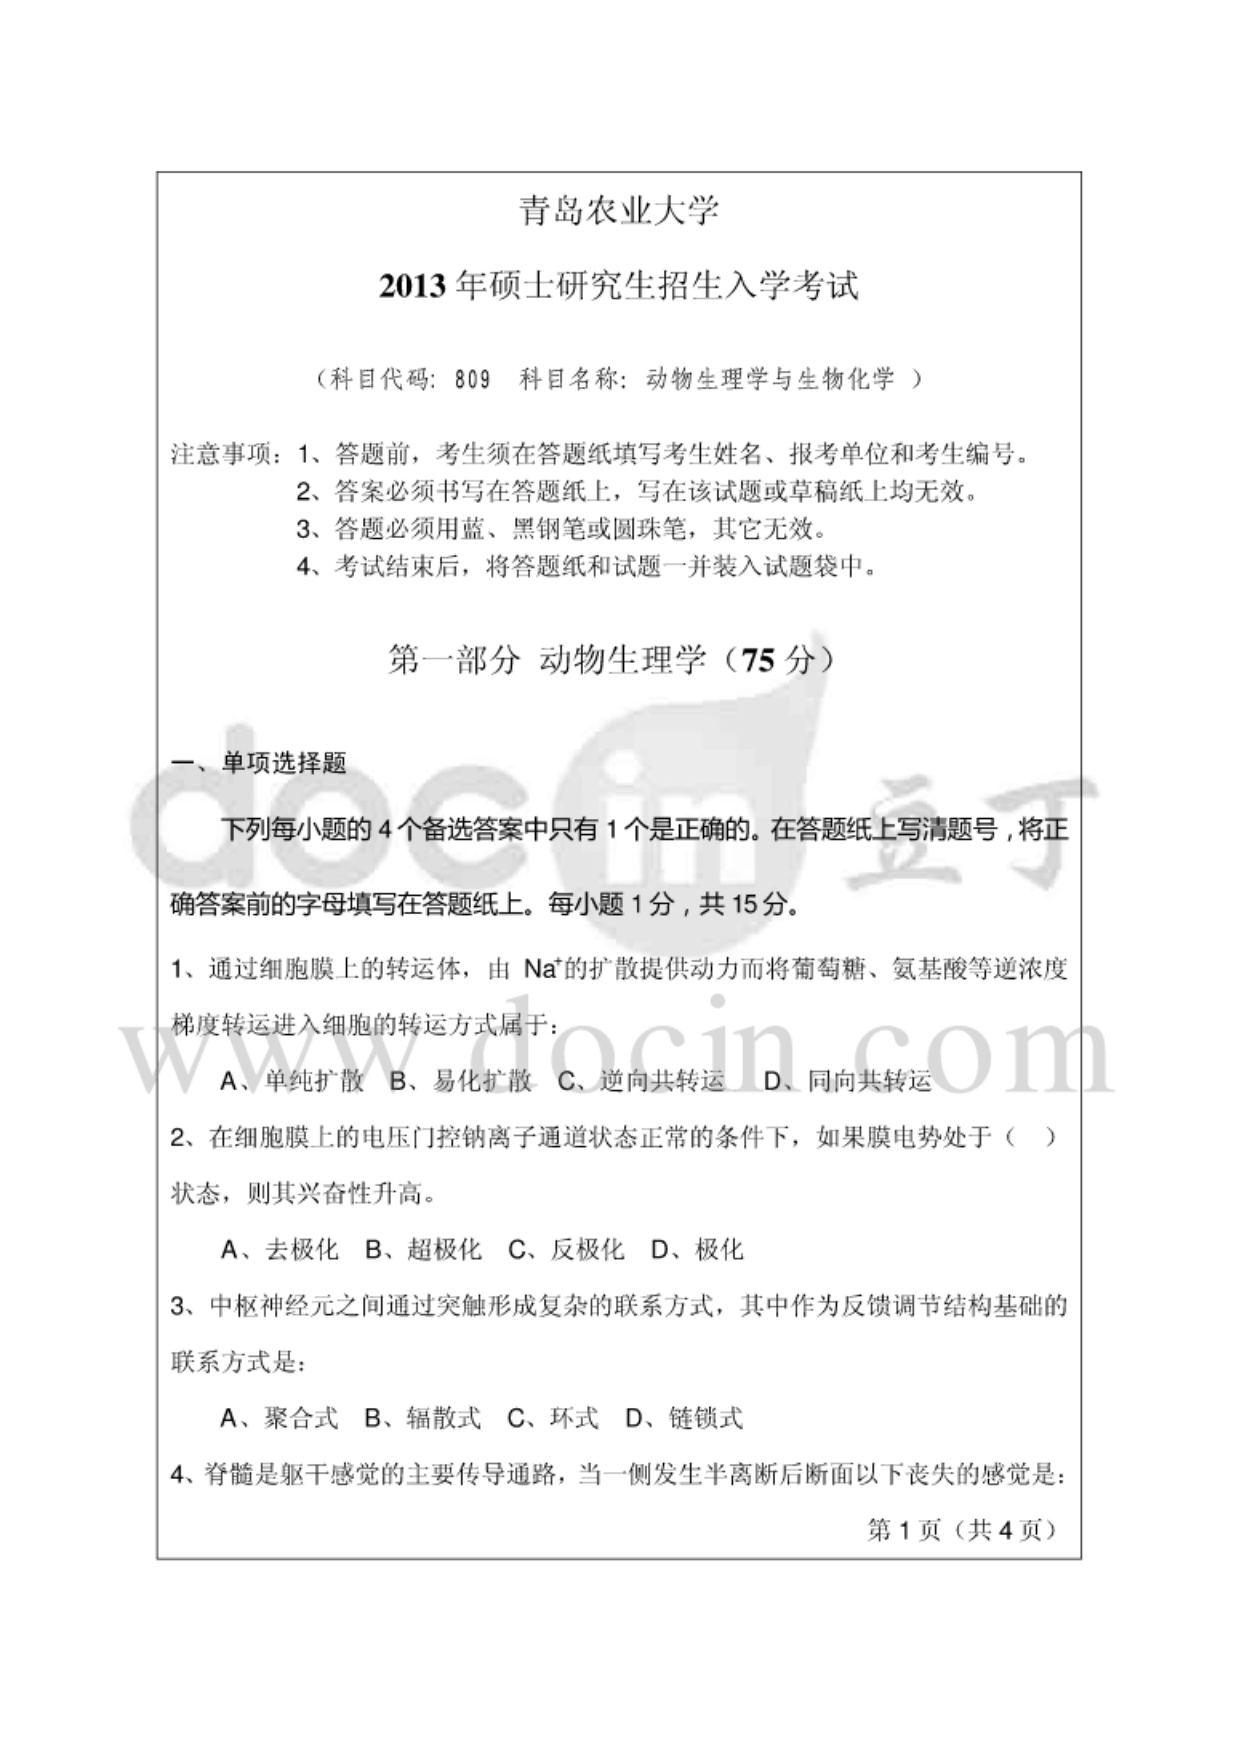 青岛农业大学
2013 年硕士研究生招生入学考试
（科目代码: 809 科目名称: 动物生理学与生物化学 ）
注意事项: 1、答题前，考生须在答题纸填写考生姓名、报考单位和考生编号。
2、答案必须书写在答题纸上，写在该试题或草稿纸上均无效。
3、答题必须用蓝、黑钢笔或圆珠笔，其它无效。
4、考试结束后，将答题纸和试题一并装入试题袋中。
第一部分 动物生理学（75 分）
一、单项选择题
下列每小题的 4 个备选答案中只有 1 个是正确的。在答题纸上写清题号，将正
确答案前的字母填写在答题纸上。每小题 1 分，共 15 分。
1、通过细胞膜上的转运体，由 Na⁺的扩散提供动力而将葡萄糖、氨基酸等逆浓度
梯度转运进入细胞的转运方式属于:
A、单纯扩散 B、易化扩散 C、逆向共转运 D、同向共转运
2、在细胞膜上的电压门控钠离子通道状态正常的条件下，如果膜电势处于（ ）
状态，则其兴奋性升高。
A、去极化 B、超极化 C、反极化 D、极化
3、中枢神经元之间通过突触形成复杂的联系方式，其中作为反馈调节结构基础的
联系方式是:
A、聚合式 B、辐散式 C、环式 D、链锁式
4、脊髓是躯干感觉的主要传导通路，当一侧发生半离断后断面以下丧失的感觉是:
第 1 页（共 4 页）
docin 豆丁
www.docin.com